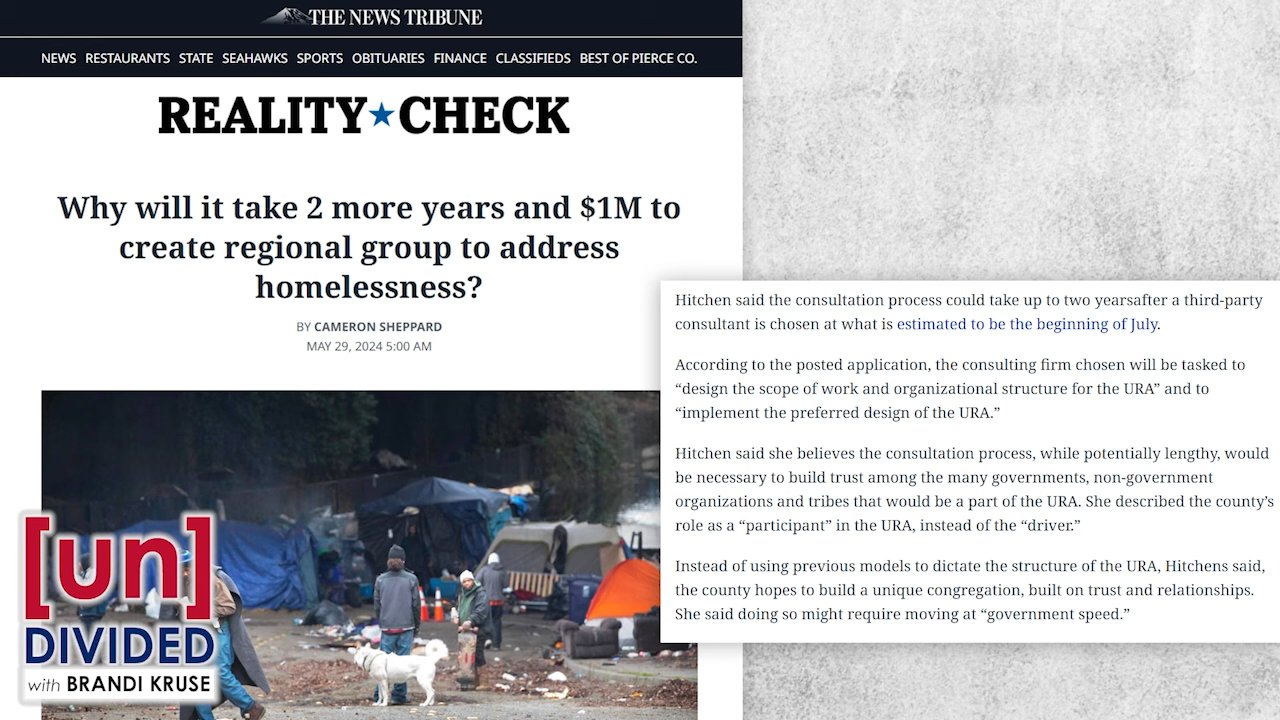 THE NEWS TRIBUNE
NEWS RESTAURANTS STATE SEAHAWKS SPORTS OBITUARIES FINANCE CLASSIFIEDS BEST OF PIERCE CO.
REALITY★CHECK
Why will it take 2 more years and $1M to
create regional group to address
homelessness?
BY CAMERON SHEPPARD
MAY 29, 2024 5:00 AM
Hitchen said the consultation process could take up to two yearsafter a third-party
consultant is chosen at what is estimated to be the beginning of July.
According to the posted application, the consulting firm chosen will be tasked to
“design the scope of work and organizational structure for the URA” and to
“implement the preferred design of the URA.”
Hitchen said she believes the consultation process, while potentially lengthy, would
be necessary to build trust among the many governments, non-government
organizations and tribes that would be a part of the URA. She described the county’s
role as a “participant” in the URA, instead of the “driver.”
Instead of using previous models to dictate the structure of the URA, Hitchens said,
the county hopes to build a unique congregation, built on trust and relationships.
She said doing so might require moving at “government speed.”
[un]
DIVIDED
with BRANDI KRUSE